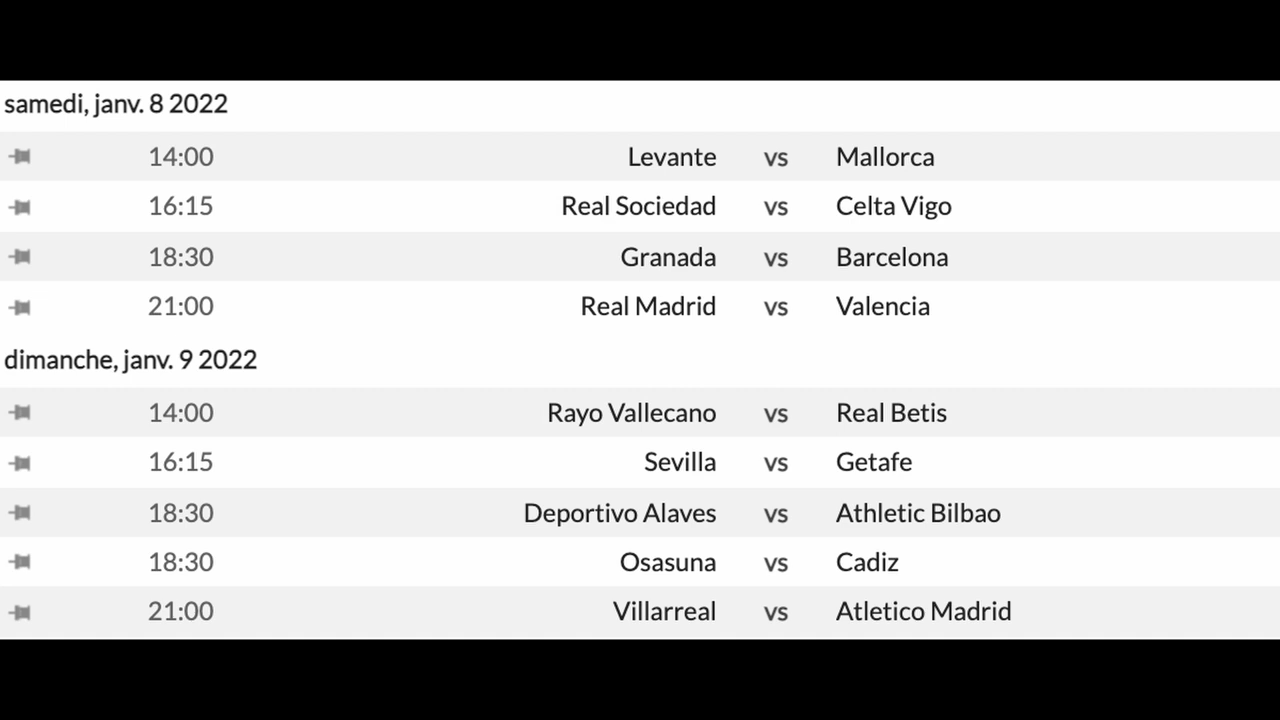 samedi, janv. 8 2022
14:00 Levante vs Mallorca
16:15 Real Sociedad vs Celta Vigo
18:30 Granada vs Barcelona
21:00 Real Madrid vs Valencia
dimanche, janv. 9 2022
14:00 Rayo Vallecano vs Real Betis
16:15 Sevilla vs Getafe
18:30 Deportivo Alaves vs Athletic Bilbao
18:30 Osasuna vs Cadiz
21:00 Villarreal vs Atletico Madrid